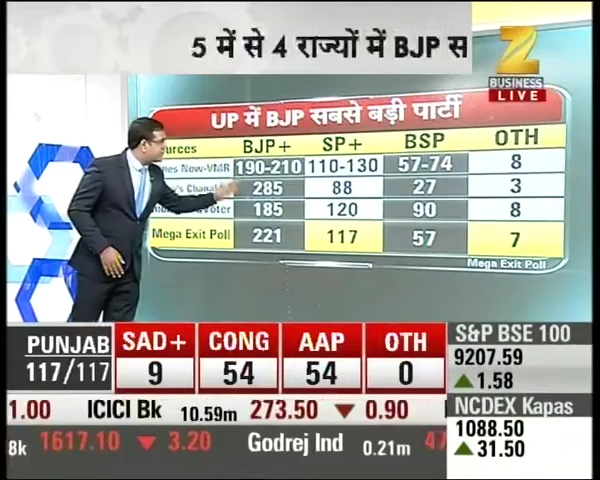 5 में से 4 राज्यों में BJP स
BUSINESS
LIVE
UP में BJP सबसे बड़ी पार्टी
BJP+ SP+ BSP OTH
190-210 110-130 57-74 8
285 88 27 3
185 120 90 8
Mega Exit Poll 221 117 57 7
Mega Exit Poll
PUNJAB SAD+ CONG AAP OTH
117/117 9 54 54 0
S&P BSE 100
9207.59
▲ 1.58
1.00 ICICI Bk 10.59m 273.50 ▼ 0.90
NCDEX Kapas
1088.50
▲ 31.50
8k 1617.10 ▼ 3.20 Godrej Ind 0.21m 47